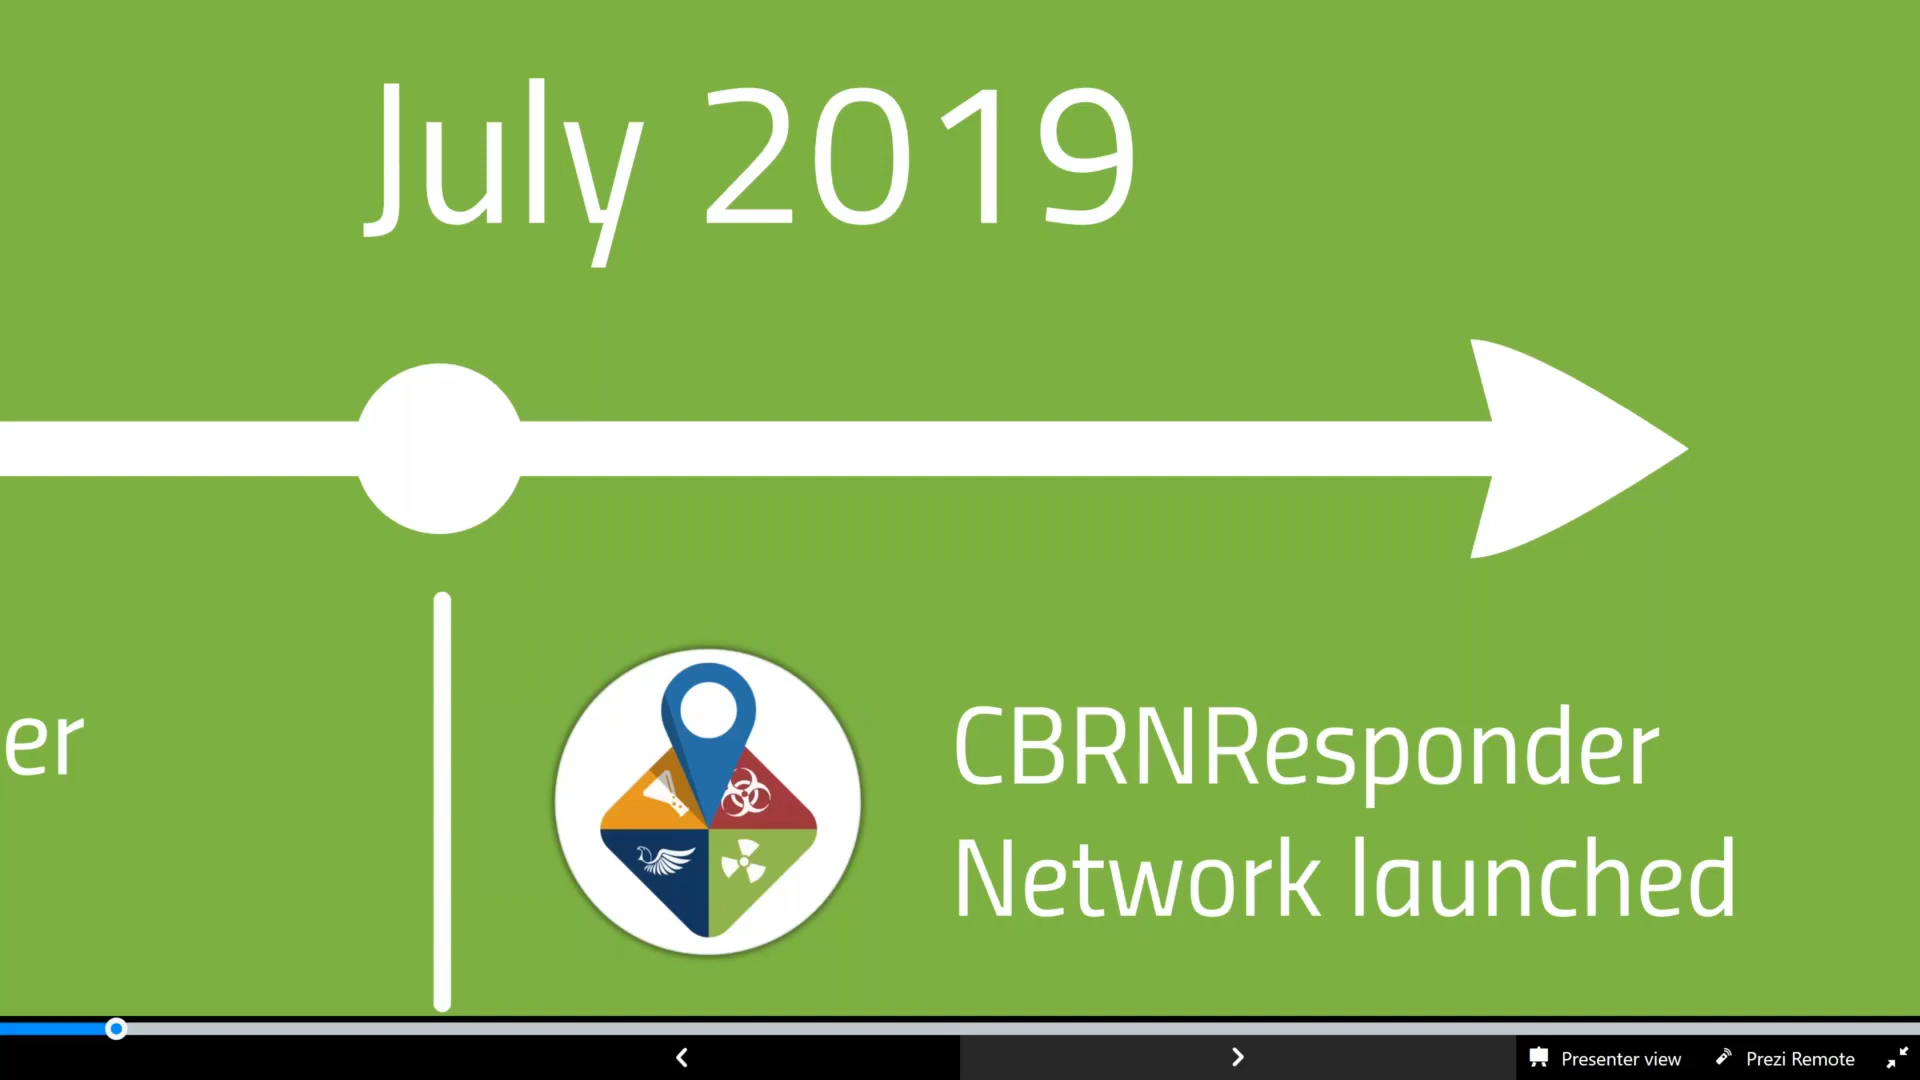 July 2019
er
CBRNResponder
Network launched
Presenter view
Prezi Remote